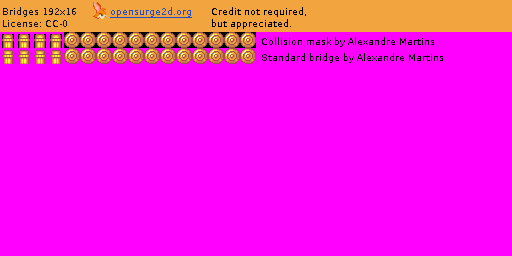 Bridges 192x16
License: CC-0
opensurge2d.org
Credit not required,
but appreciated.
Collision mask by Alexandre Martins
Standard bridge by Alexandre Martins